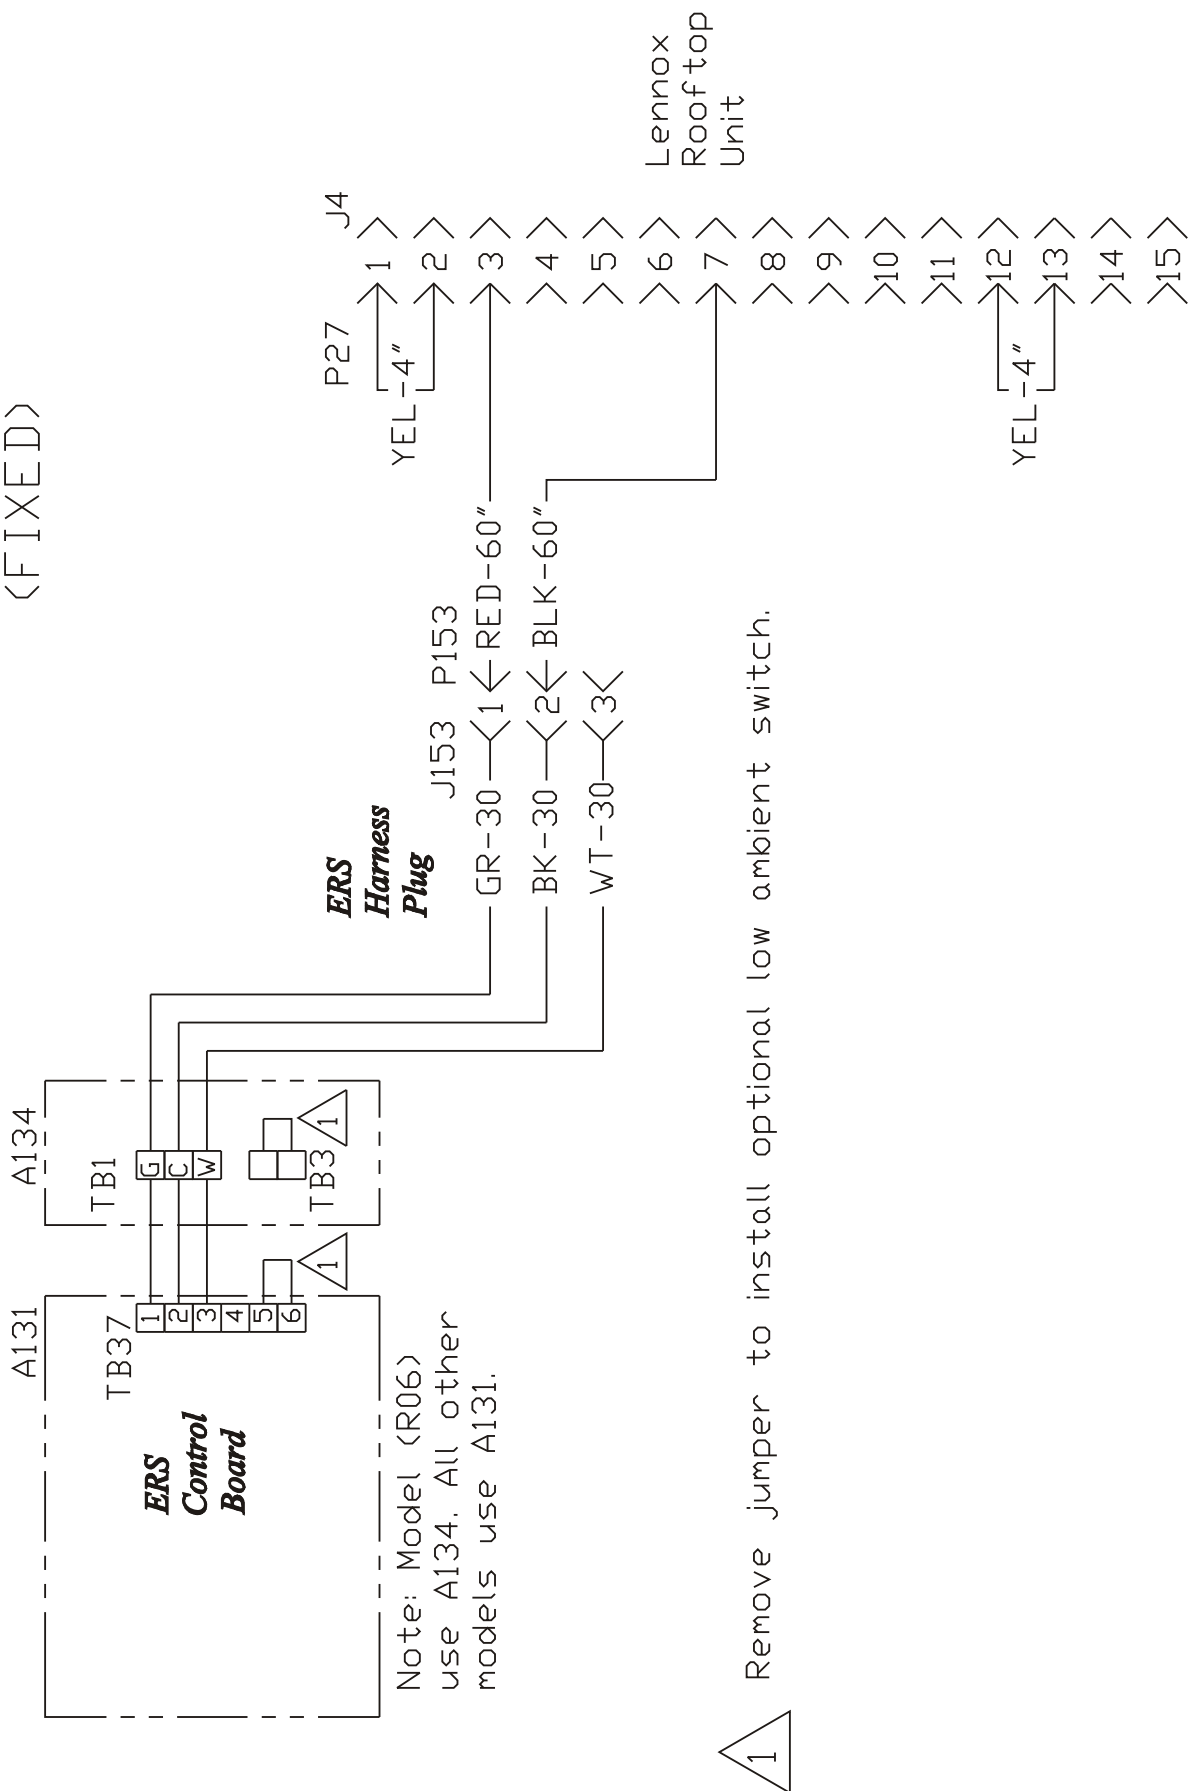 (FIXED)
A131
A134
TB37
TB1
1
2
3
4
5
6
G
C
W
TB3
1
1
ERS
Control
Board
ERS
Harness
Plug
J153
P153
GR-30
1
RED-60"
BK-30
2
BLK-60"
WT-30
3
P27
J4
YEL-4"
1
2
3
4
5
6
7
8
9
10
11
12
13
14
15
YEL-4"
Lennox
Rooftop
Unit
Note: Model (R06)
use A134. All other
models use A131.
1
Remove jumper to install optional low ambient switch.